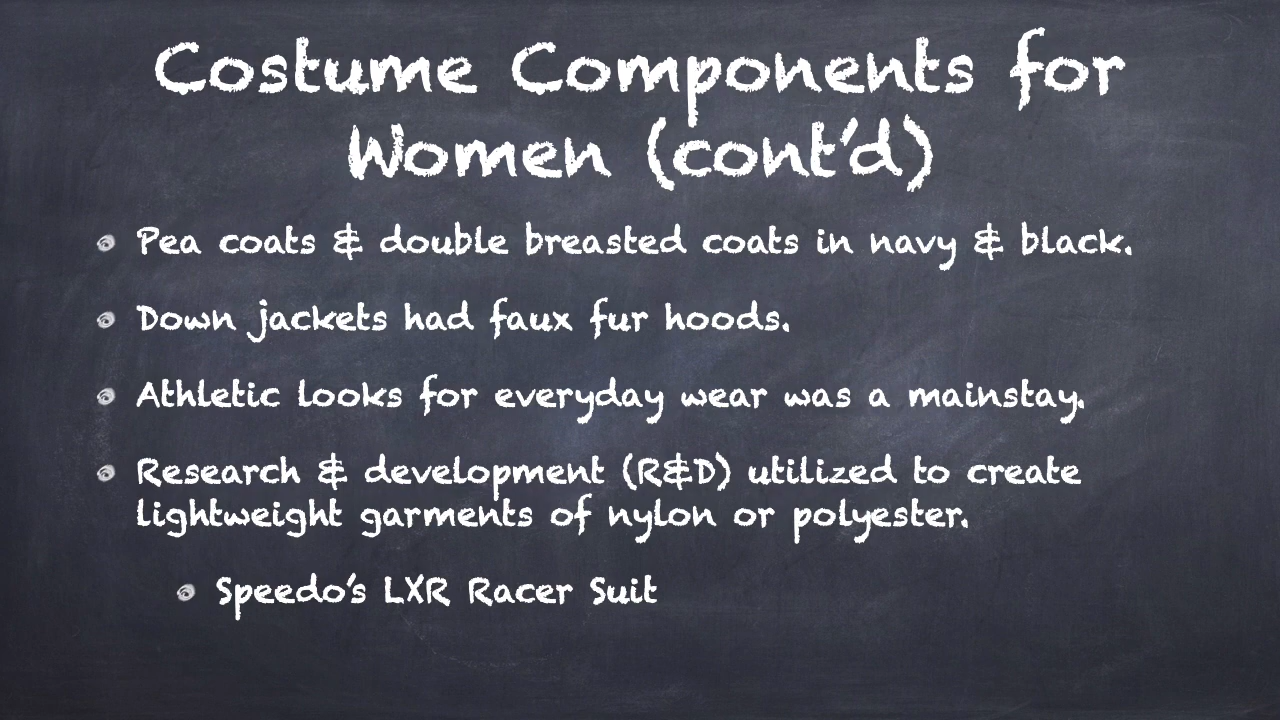 Costume Components for
Women (cont'd)
Pea coats & double breasted coats in navy & black.
Down jackets had faux fur hoods.
Athletic looks for everyday wear was a mainstay.
Research & development (R&D) utilized to create
lightweight garments of nylon or polyester.
Speedo's LXR Racer Suit